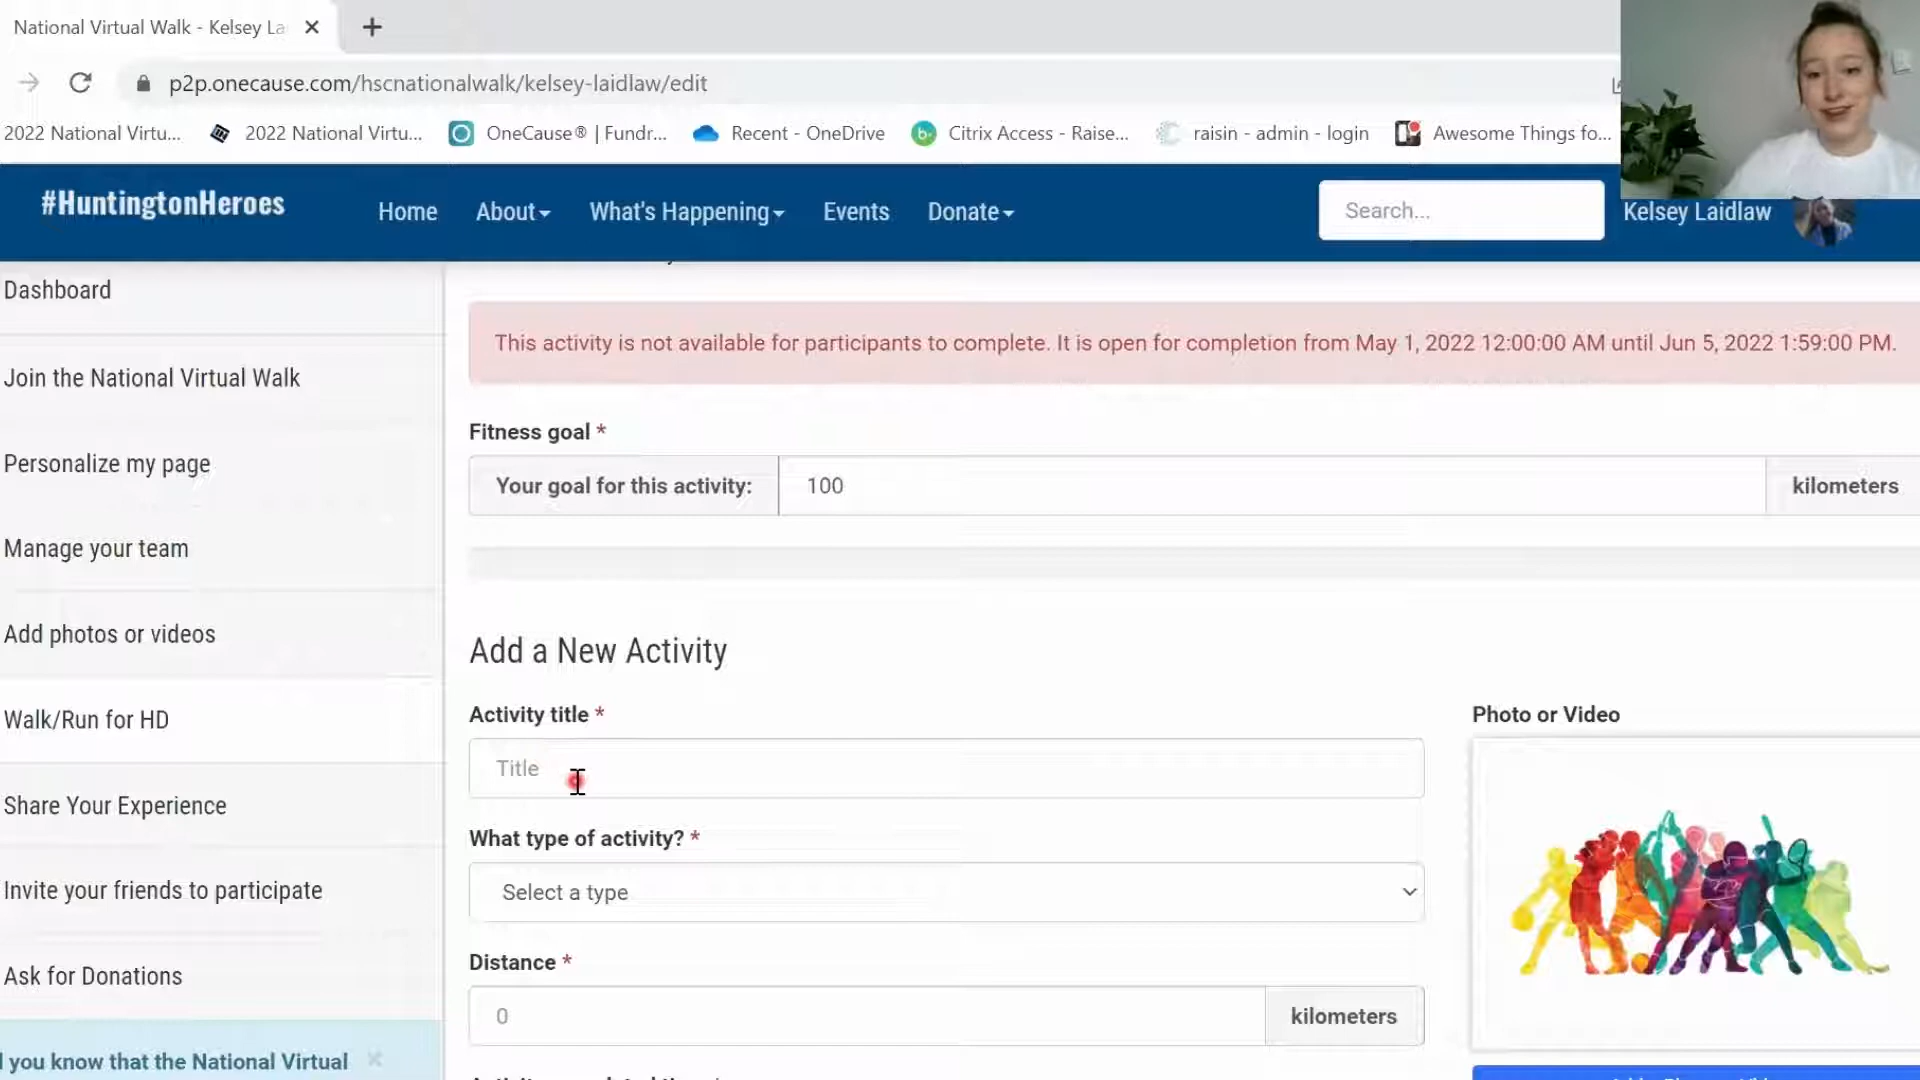 National Virtual Walk - Kelsey La
p2p.onecause.com/hscnationalwalk/kelsey-laidlaw/edit
2022 National Virtu...
2022 National Virtu...
OneCause® | Fundr...
Recent - OneDrive
Citrix Access - Raise...
raisin - admin - login
Awesome Things fo...
#HuntingtonHeroes
Home
About
What's Happening
Events
Donate
Search...
Kelsey Laidlaw
Dashboard
Join the National Virtual Walk
Personalize my page
Manage your team
Add photos or videos
Walk/Run for HD
Share Your Experience
Invite your friends to participate
Ask for Donations
you know that the National Virtual
This activity is not available for participants to complete. It is open for completion from May 1, 2022 12:00:00 AM until Jun 5, 2022 1:59:00 PM.
Fitness goal *
Your goal for this activity: 100 kilometers
Add a New Activity
Activity title *
Title
What type of activity? *
Select a type
Distance *
0 kilometers
Photo or Video